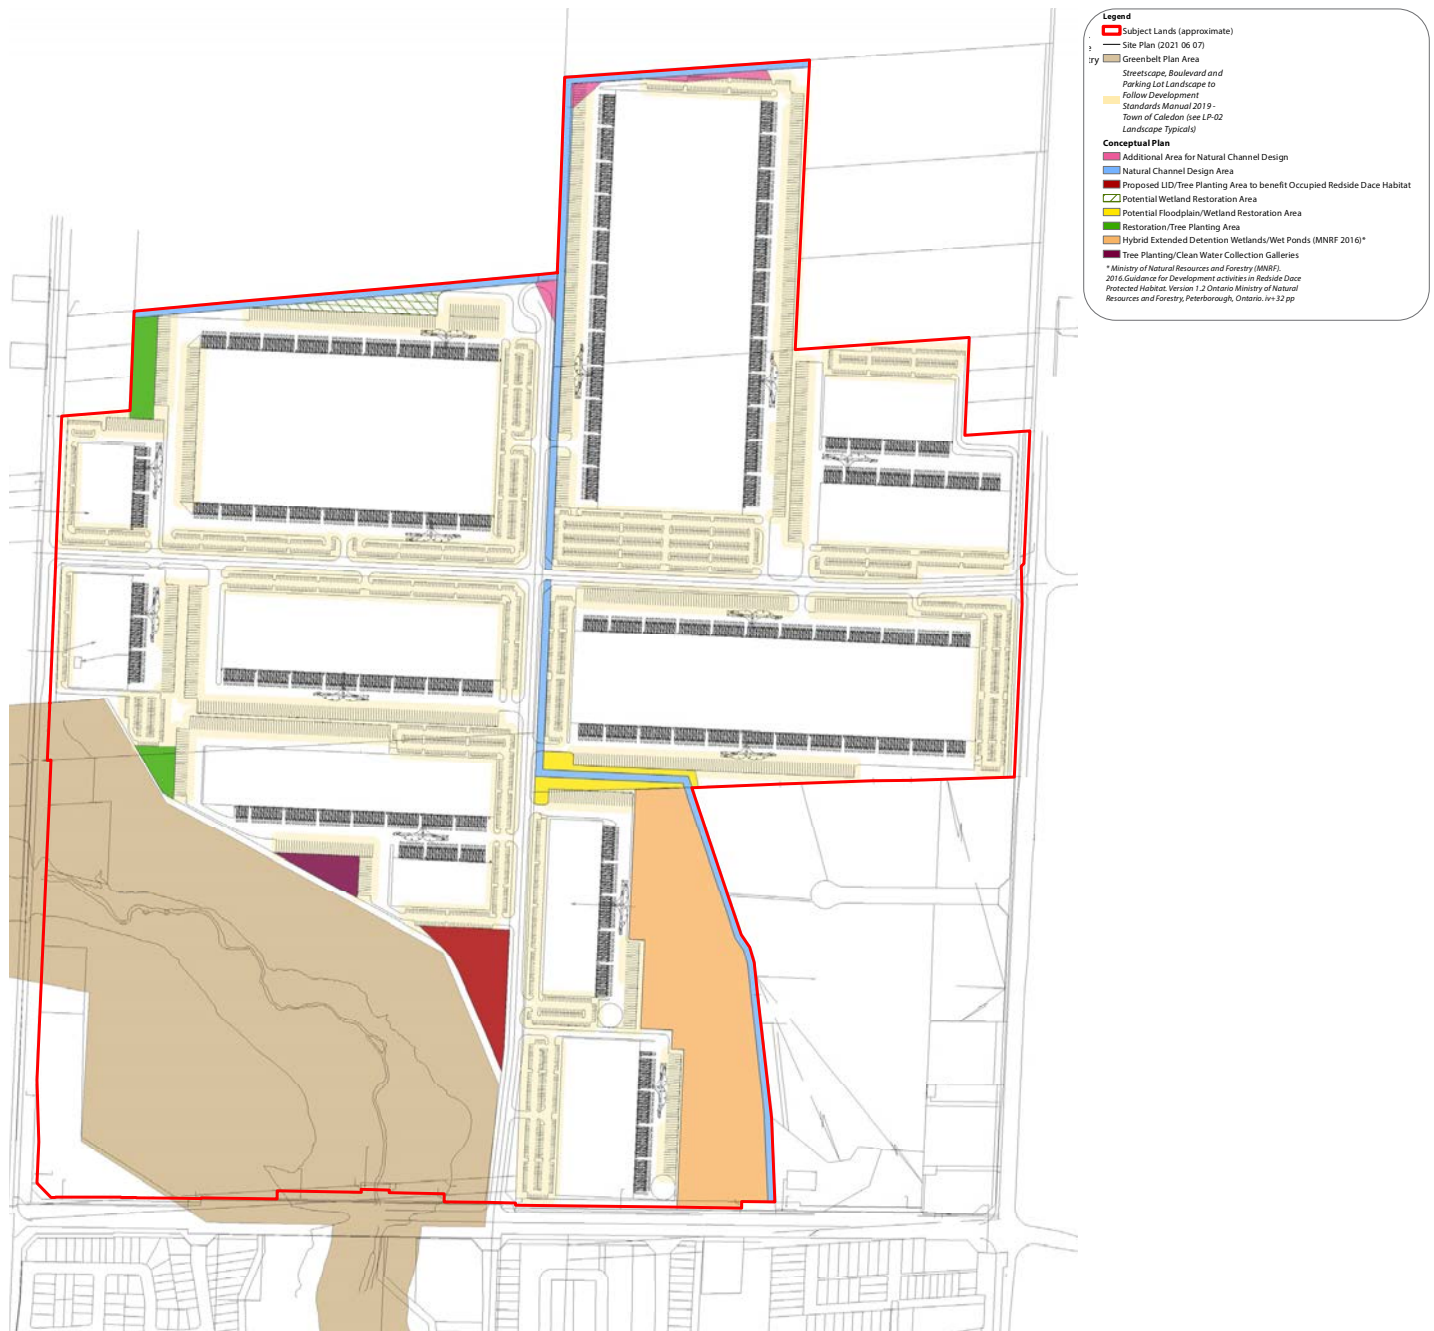 Legend
Subject Lands (approximate)
Site Plan (2021 06 07)
Greenbelt Plan Area
Streetscape, Boulevard and
Parking Lot Landscape to
Follow Development
Standards Manual 2019 -
Town of Caledon (see LP-02
Landscape Typicals)
Conceptual Plan
Additional Area for Natural Channel Design
Natural Channel Design Area
Proposed LID/Tree Planting Area to benefit Occupied Redside Dace Habitat
Potential Wetland Restoration Area
Potential Floodplain/Wetland Restoration Area
Restoration/Tree Planting Area
Hybrid Extended Detention Wetlands/Wet Ponds (MNRF 2016)*
Tree Planting/Clean Water Collection Galleries
* Ministry of Natural Resources and Forestry (MNRF).
2016.Guidance for Development activities in Redside Dace
Protected Habitat. Version 1.2 Ontario Ministry of Natural
Resources and Forestry, Peterborough, Ontario. iv+32 pp